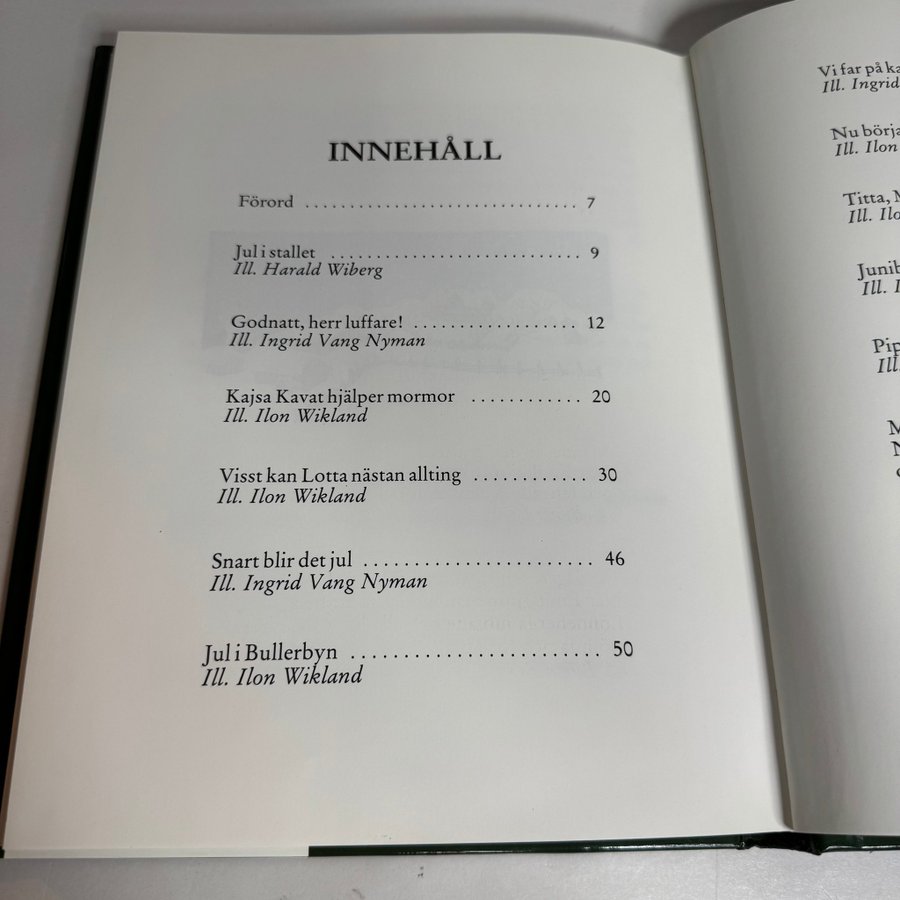 INNEHÅLL
Förord .............................. 7
Jul i stallet ............................ 9
Ill. Harald Wiberg
Godnatt, herr luffare! .................. 12
Ill. Ingrid Vang Nyman
Kajsa Kavat hjälper mormor ............ 20
Ill. Ilon Wikland
Visst kan Lotta nästan allting ............ 30
Ill. Ilon Wikland
Snart blir det jul ........................ 46
Ill. Ingrid Vang Nyman
Jul i Bullerbyn ......................... 50
Ill. Ilon Wikland
Vi far på
Ill. Ingrid
Nu
Ill. Ilon
Titta,
Ill.
Ill.
Ill.